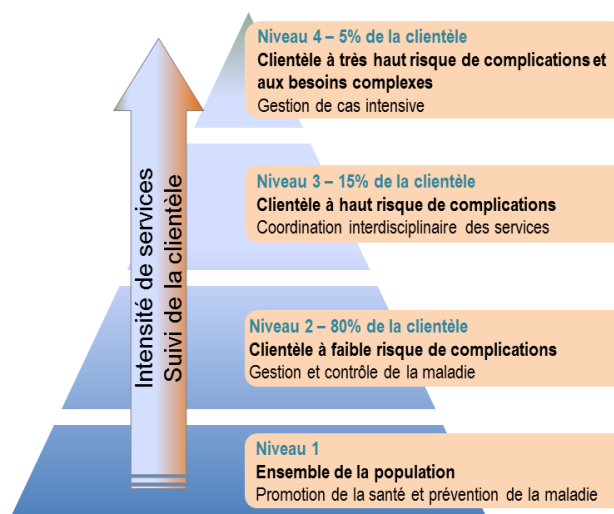 Niveau 4 – 5% de la clientèle
Clientèle à très haut risque de complications et
aux besoins complexes
Gestion de cas intensive
Niveau 3 – 15% de la clientèle
Clientèle à haut risque de complications
Coordination interdisciplinaire des services
Intensité de services
Suivi de la clientèle
Niveau 2 – 80% de la clientèle
Clientèle à faible risque de complications
Gestion et contrôle de la maladie
Niveau 1
Ensemble de la population
Promotion de la santé et prévention de la maladie